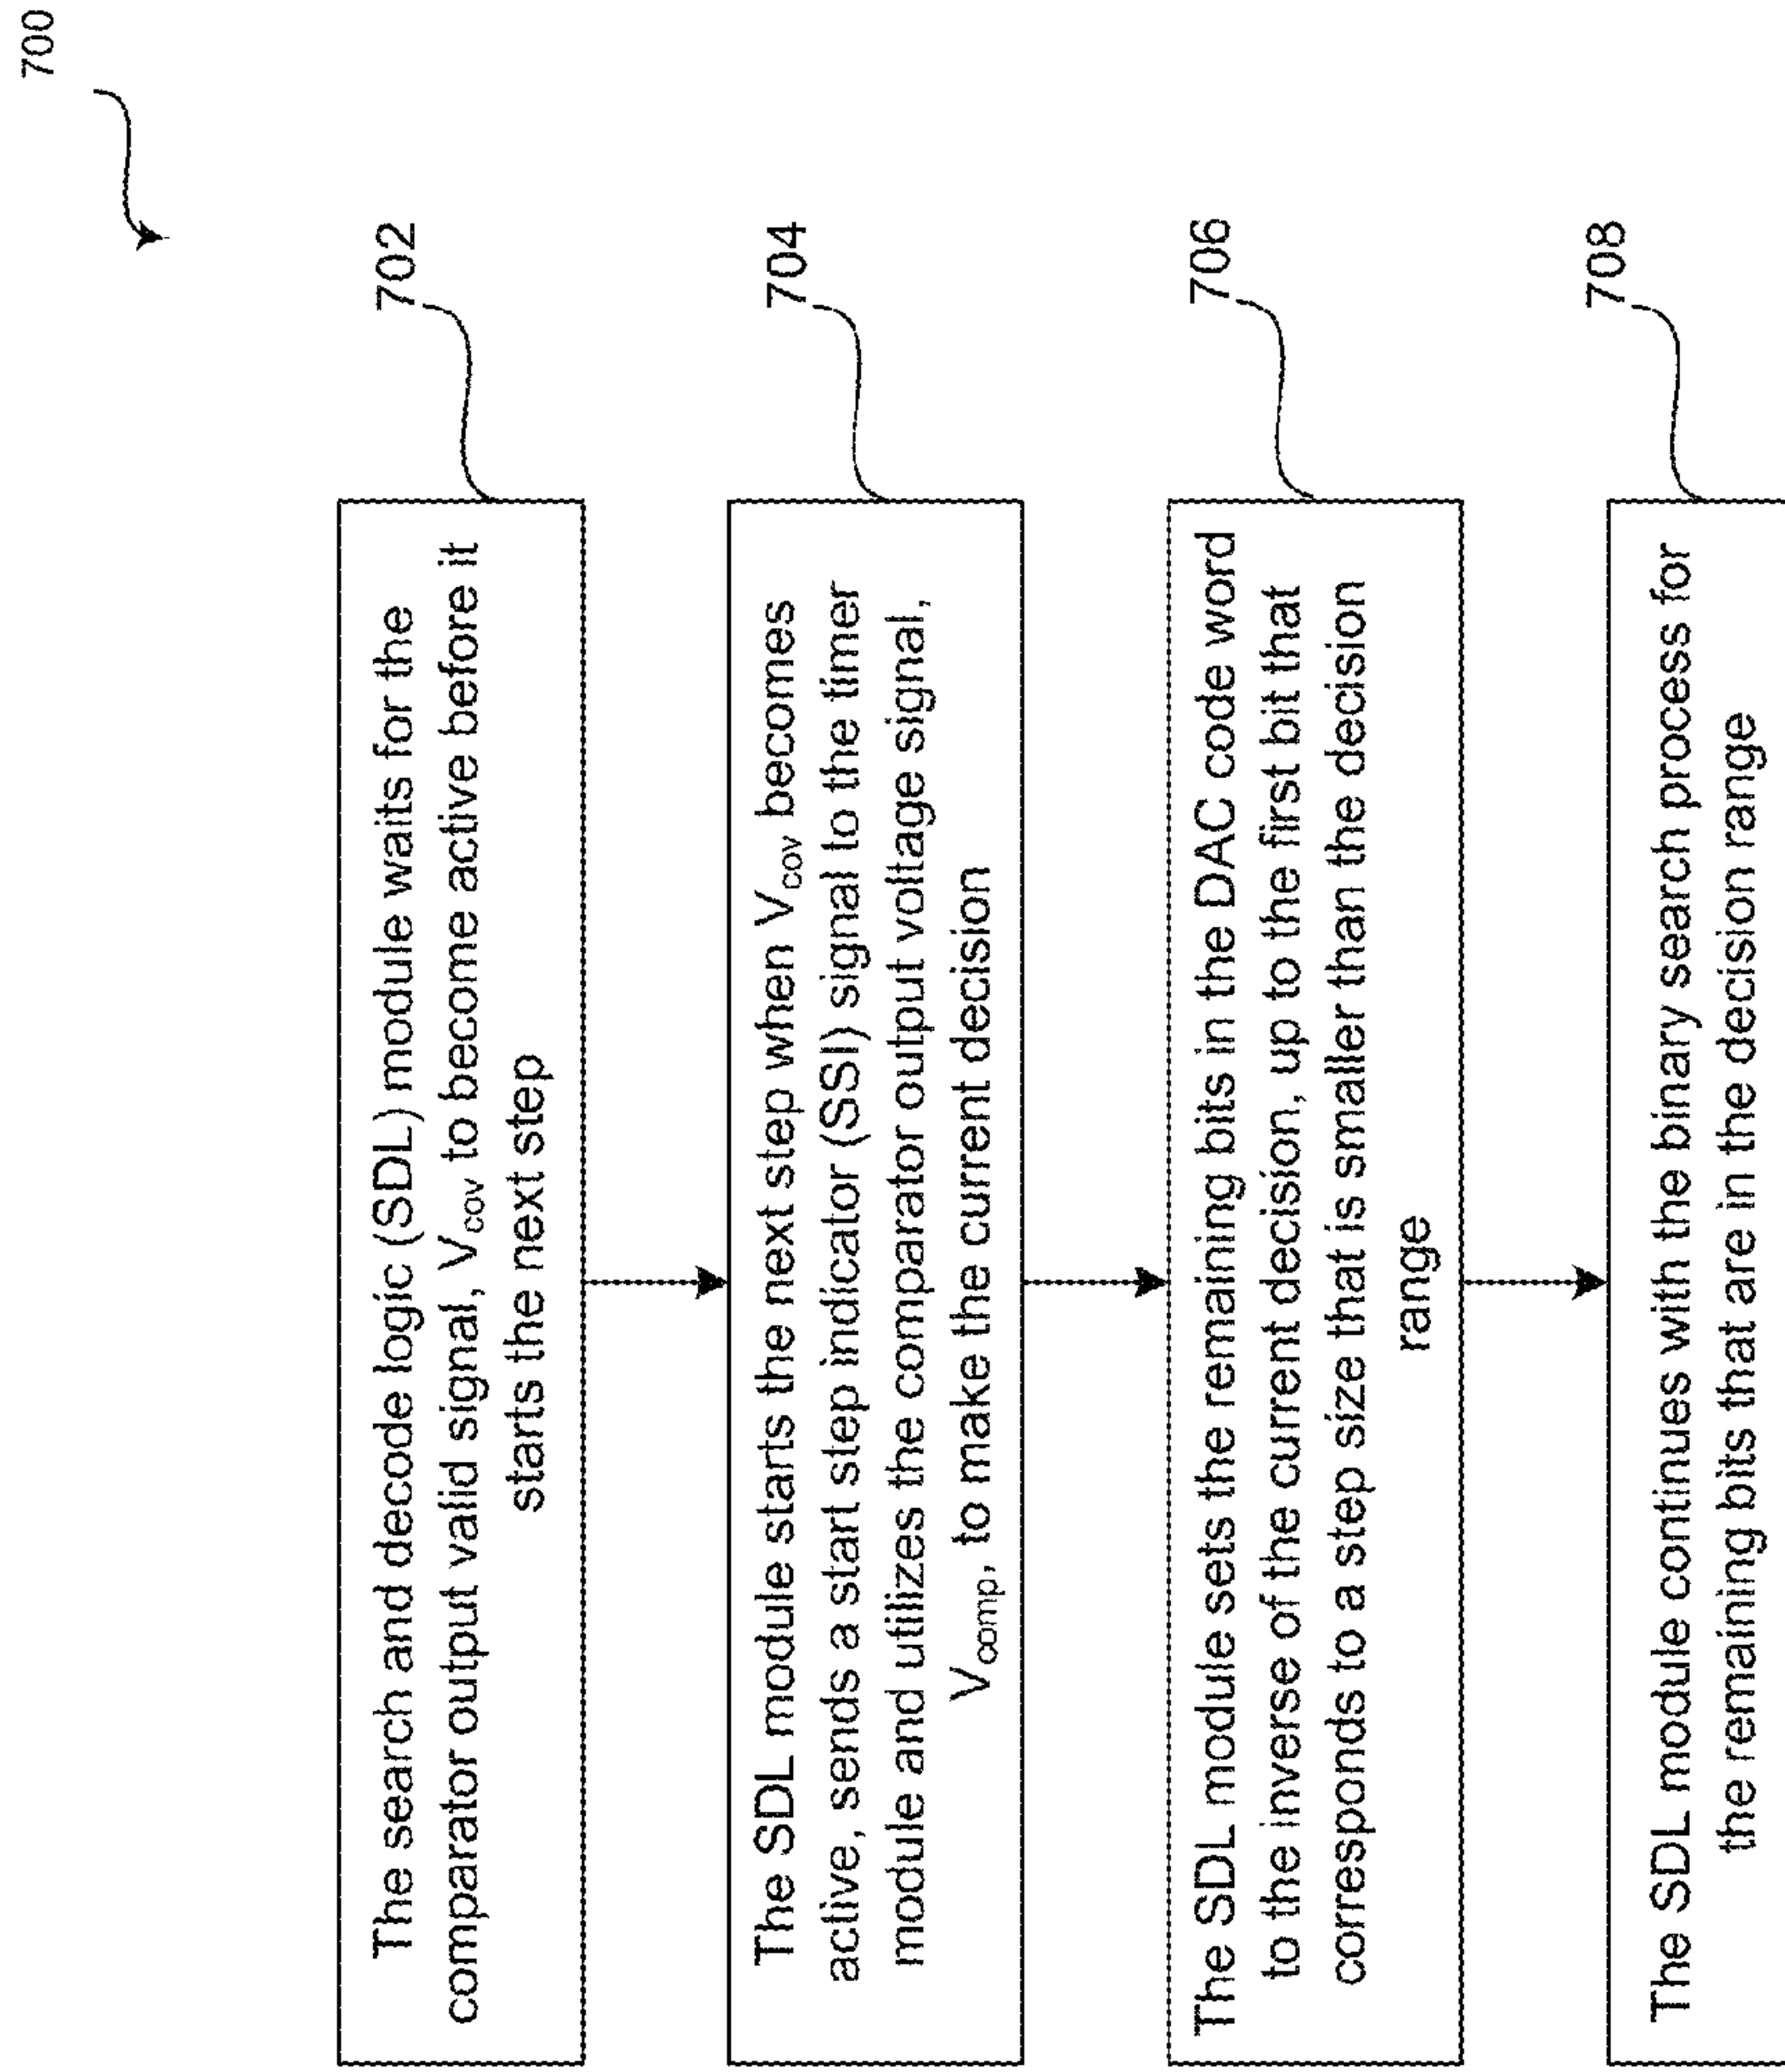 700
702
The search and decode logic (SDL) module waits for the
comparator output valid signal, Vcov to become active before it
starts the next step
704
The SDL module starts the next step when Vcov becomes
active, sends a start step indicator (SSI) signal to the timer
module and utilizes the comparator output voltage signal,
Vcomp, to make the current decision
706
The SDL module sets the remaining bits in the DAC code word
to the inverse of the current decision, up to the first bit that
corresponds to a step size that is smaller than the decision
range
708
The SDL module continues with the binary search process for
the remaining bits that are in the decision range